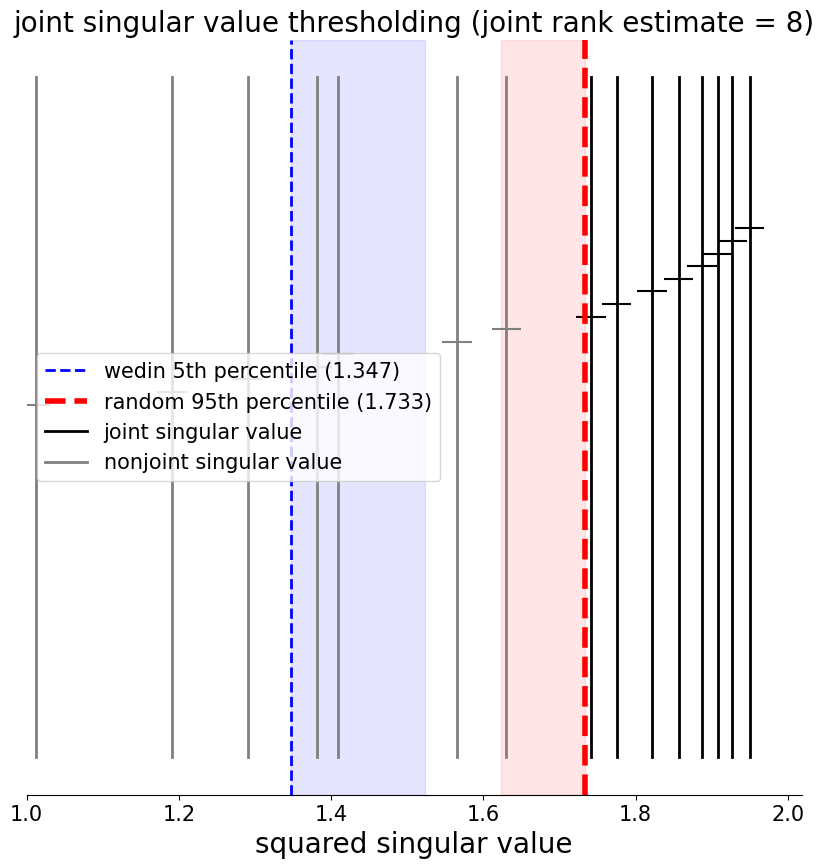 joint singular value thresholding (joint rank estimate = 8)
wedin 5th percentile (1.347)
random 95th percentile (1.733)
joint singular value
nonjoint singular value
1.0 1.2 1.4 1.6 1.8 2.0
squared singular value